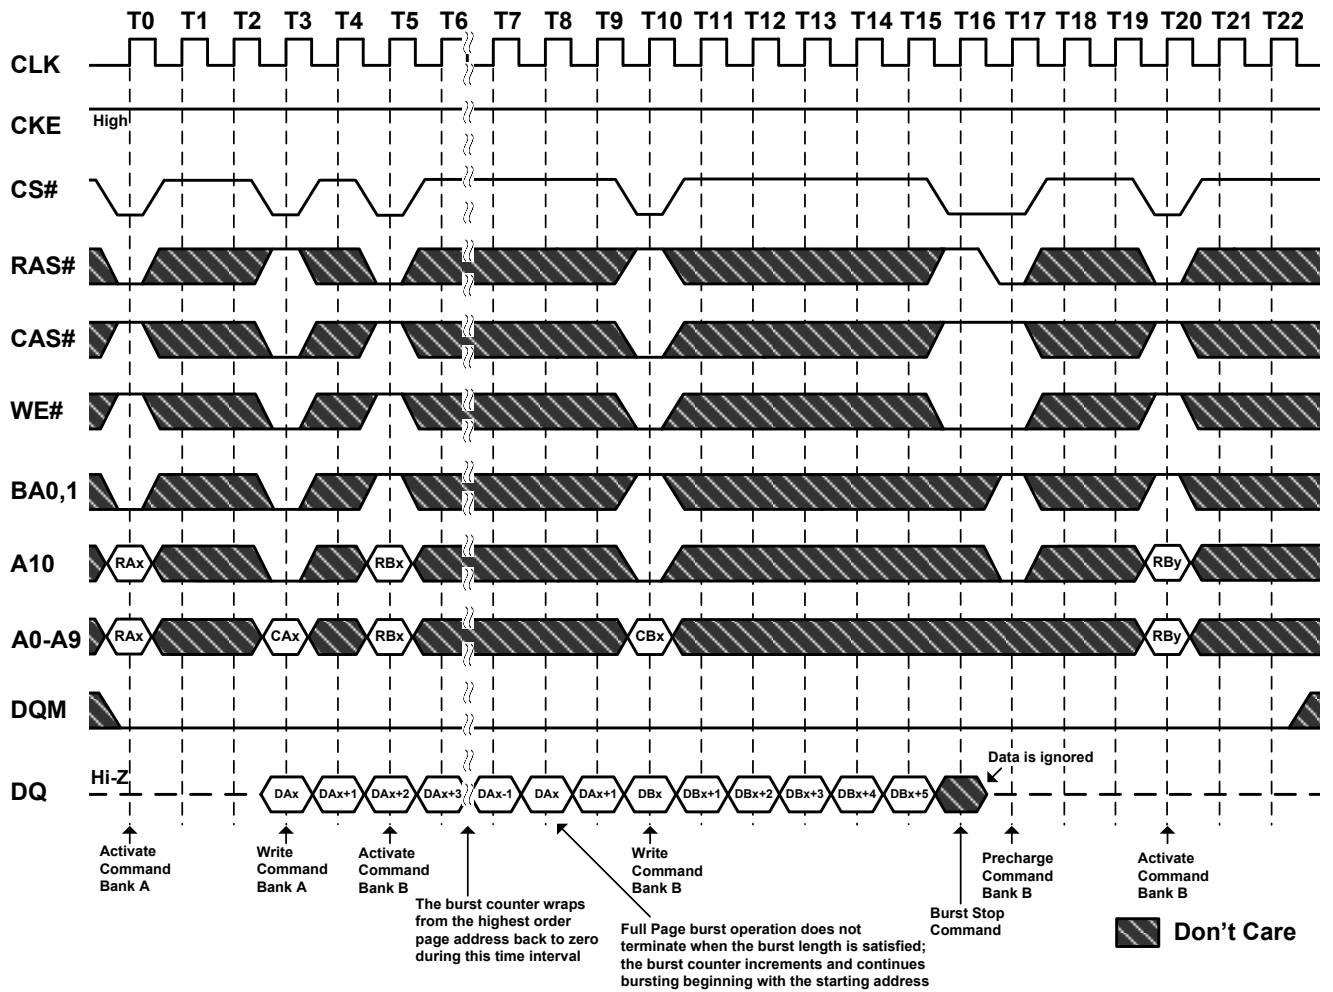 T0 T1 T2 T3 T4 T5 T6 T7 T8 T9 T10 T11 T12 T13 T14 T15 T16 T17 T18 T19 T20 T21 T22
CLK
CKE
High
CS#
RAS#
CAS#
WE#
BA0,1
A10
RAx
RBx
RBy
A0-A9
RAx
CAx
RBx
CBx
RBy
DQM
DQ
Hi-Z
DAx
DAx+1
DAx+2
DAx+3
DAx-1
DAx
DAx+1
DBx
DBx+1
DBx+2
DBx+3
DBx+4
DBx+5
Data is ignored
Activate
Command
Bank A
Write
Command
Bank A
Activate
Command
Bank B
The burst counter wraps
from the highest order
page address back to zero
during this time interval
Full Page burst operation does not
terminate when the burst length is satisfied;
the burst counter increments and continues
bursting beginning with the starting address
Write
Command
Bank B
Burst Stop
Command
Precharge
Command
Bank B
Activate
Command
Bank B
Don't Care